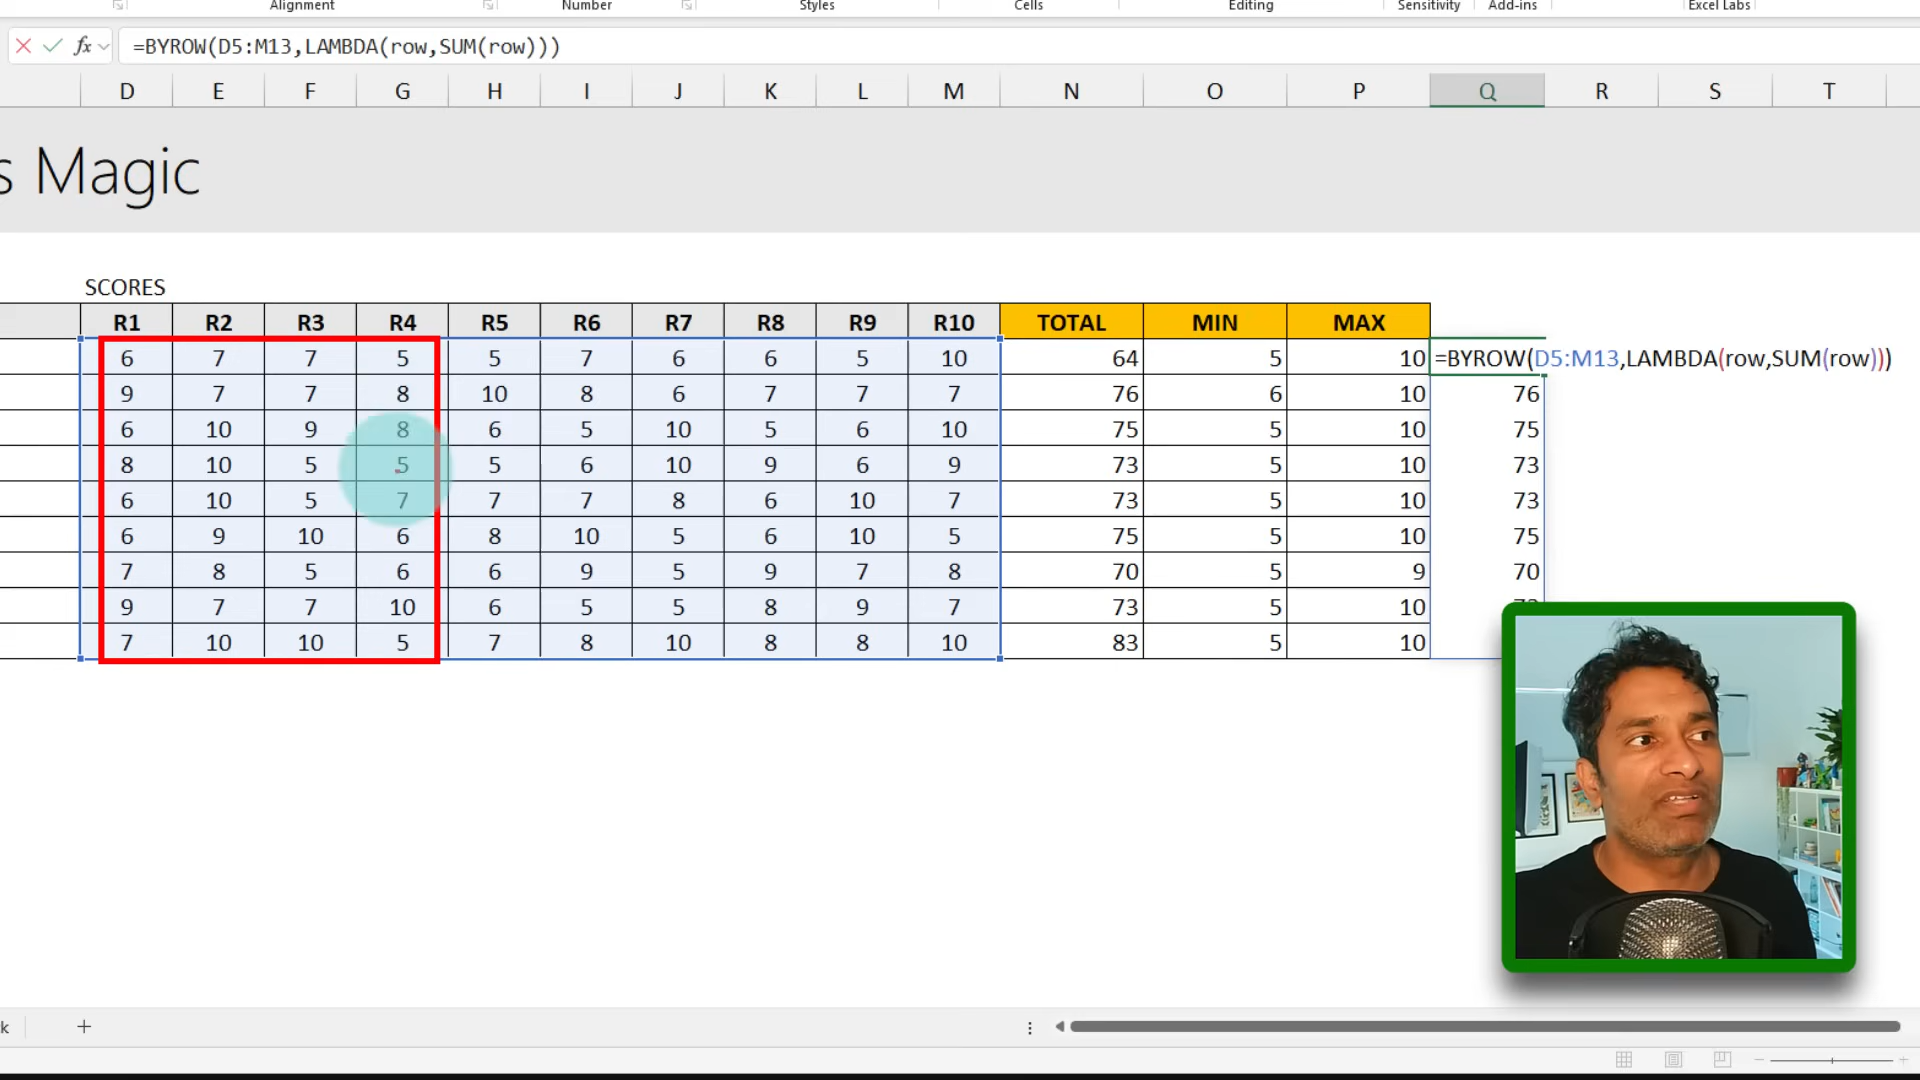 Alignment Number Styles Cells Editing Sensitivity Add-ins Excel Labs
fx =BYROW(D5:M13,LAMBDA(row,SUM(row)))
D E F G H I J K L M N O P Q R S T
s Magic
SCORES
R1 R2 R3 R4 R5 R6 R7 R8 R9 R10 TOTAL MIN MAX
6 7 7 5 5 7 6 6 5 10 64 5 10 =BYROW(D5:M13,LAMBDA(row,SUM(row)))
9 7 7 8 10 8 6 7 7 7 76 6 10 76
6 10 9 8 6 5 10 5 6 10 75 5 10 75
8 10 5 5 5 6 10 9 6 9 73 5 10 73
6 10 5 7 7 7 8 6 10 7 73 5 10 73
6 9 10 6 8 10 5 6 10 5 75 5 10 75
7 8 5 6 6 9 5 9 7 8 70 5 9 70
9 7 7 10 6 5 5 8 9 7 73 5 10
7 10 10 5 7 8 10 8 8 10 83 5 10
k +